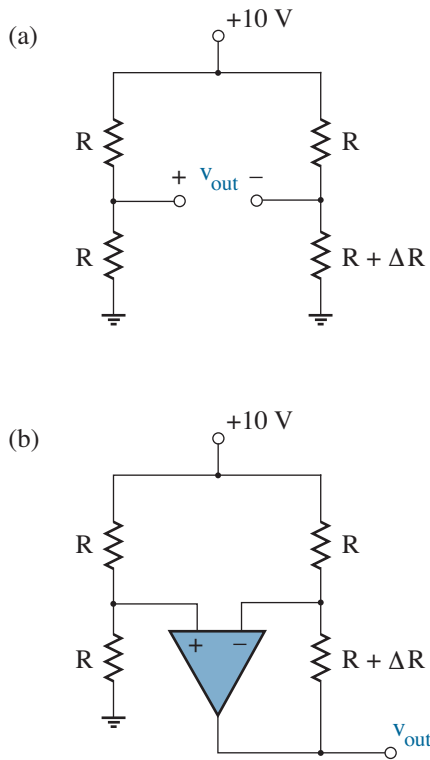 (a)
+10 V
R
R
+ v_out −
R
R + ΔR
(b)
+10 V
R
R
+ −
R
R + ΔR
v_out